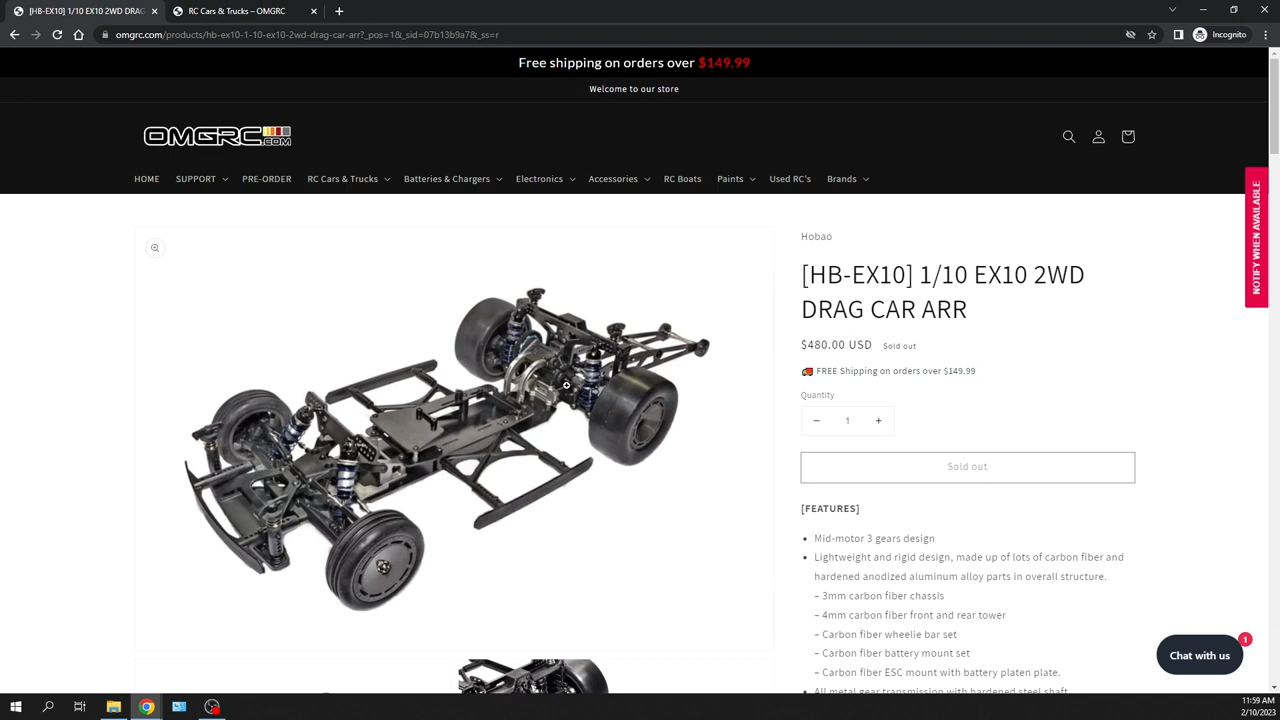 [HB-EX10] 1/10 EX10 2WD DRAG
RC Cars & Trucks – OMGRC
omgrc.com/products/hb-ex10-1-10-ex10-2wd-drag-car-arr?_pos=1&_sid=07b13b9a7&_ss=r
Incognito
Free shipping on orders over $149.99
Welcome to our store
OMGRC.COM
HOME SUPPORT PRE-ORDER RC Cars & Trucks Batteries & Chargers Electronics Accessories RC Boats Paints Used RC's Brands
NOTIFY WHEN AVAILABLE
Hobao
[HB-EX10] 1/10 EX10 2WD
DRAG CAR ARR
$480.00 USD Sold out
FREE Shipping on orders over $149.99
Quantity
− 1 +
Sold out
[FEATURES]
• Mid-motor 3 gears design
• Lightweight and rigid design, made up of lots of carbon fiber and
hardened anodized aluminum alloy parts in overall structure.
– 3mm carbon fiber chassis
– 4mm carbon fiber front and rear tower
– Carbon fiber wheelie bar set
– Carbon fiber battery mount set
– Carbon fiber ESC mount with battery platen plate.
• All metal gear transmission with hardened steel shaft
Chat with us
1
11:59 AM
2/10/2023